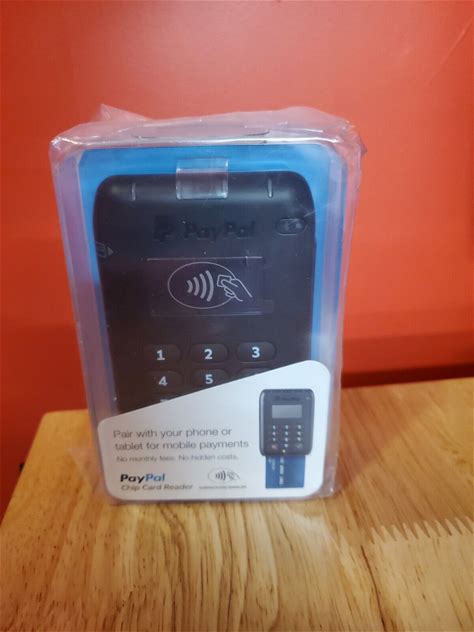 PayPal
1 2 3
4 5
Pair with your phone or
tablet for mobile payments
No monthly fees. No hidden costs.
PayPal
Chip Card Reader